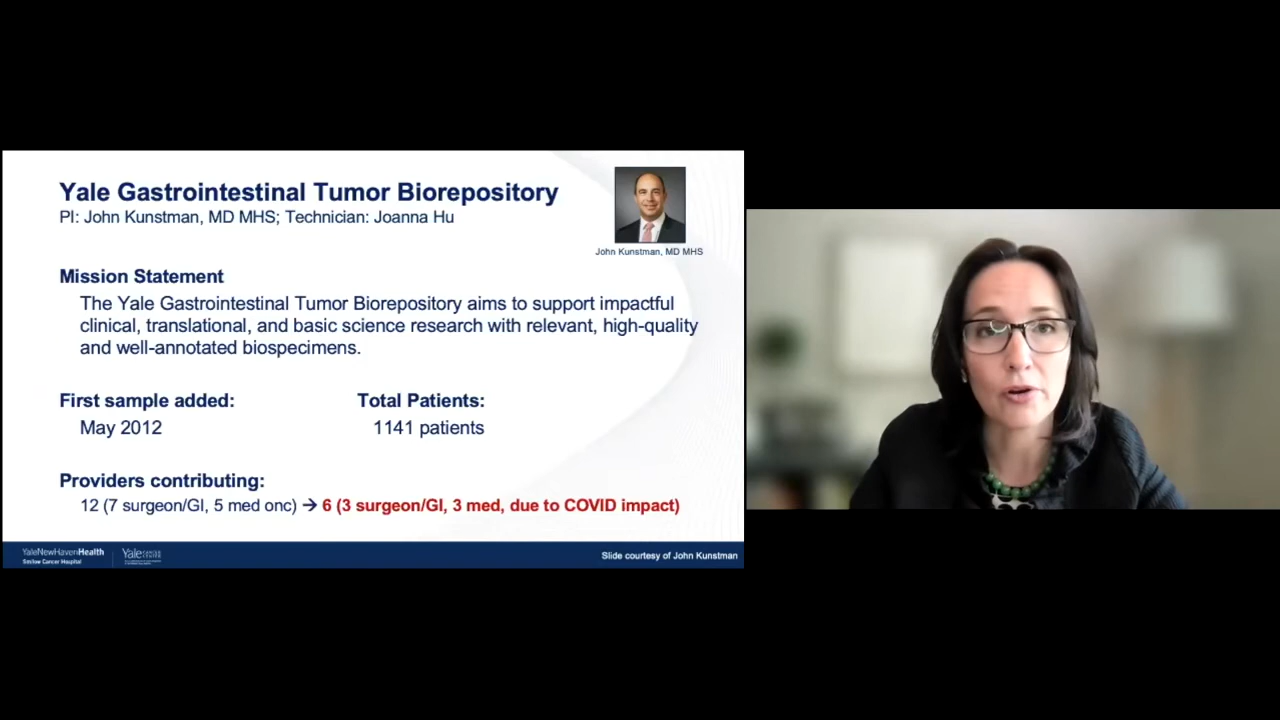 Yale Gastrointestinal Tumor Biorepository
PI: John Kunstman, MD MHS; Technician: Joanna Hu
John Kunstman, MD MHS
Mission Statement
The Yale Gastrointestinal Tumor Biorepository aims to support impactful
clinical, translational, and basic science research with relevant, high-quality
and well-annotated biospecimens.
First sample added:
Total Patients:
May 2012
1141 patients
Providers contributing:
12 (7 surgeon/GI, 5 med onc) → 6 (3 surgeon/GI, 3 med, due to COVID impact)
YaleNewHavenHealth
Smilow Cancer Hospital
Yale CANCER CENTER
Slide courtesy of John Kunstman